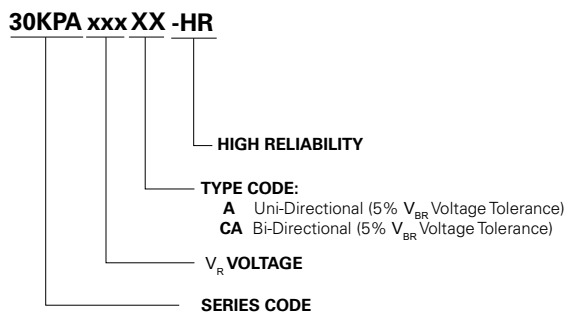 30KPA xxx XX -HR
HIGH RELIABILITY
TYPE CODE:
A Uni-Directional (5% VBR Voltage Tolerance)
CA Bi-Directional (5% VBR Voltage Tolerance)
VR VOLTAGE
SERIES CODE